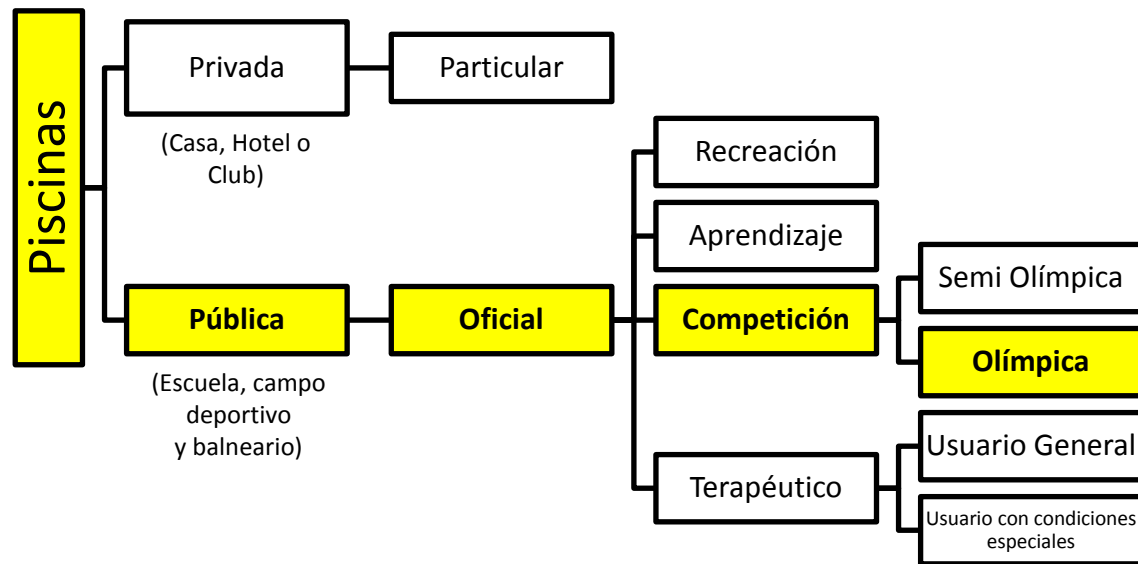 Piscinas
Privada
(Casa, Hotel o
Club)
Particular
Pública
(Escuela, campo
deportivo
y balneario)
Oficial
Recreación
Aprendizaje
Competición
Semi Olímpica
Olímpica
Terapéutico
Usuario General
Usuario con condiciones
especiales